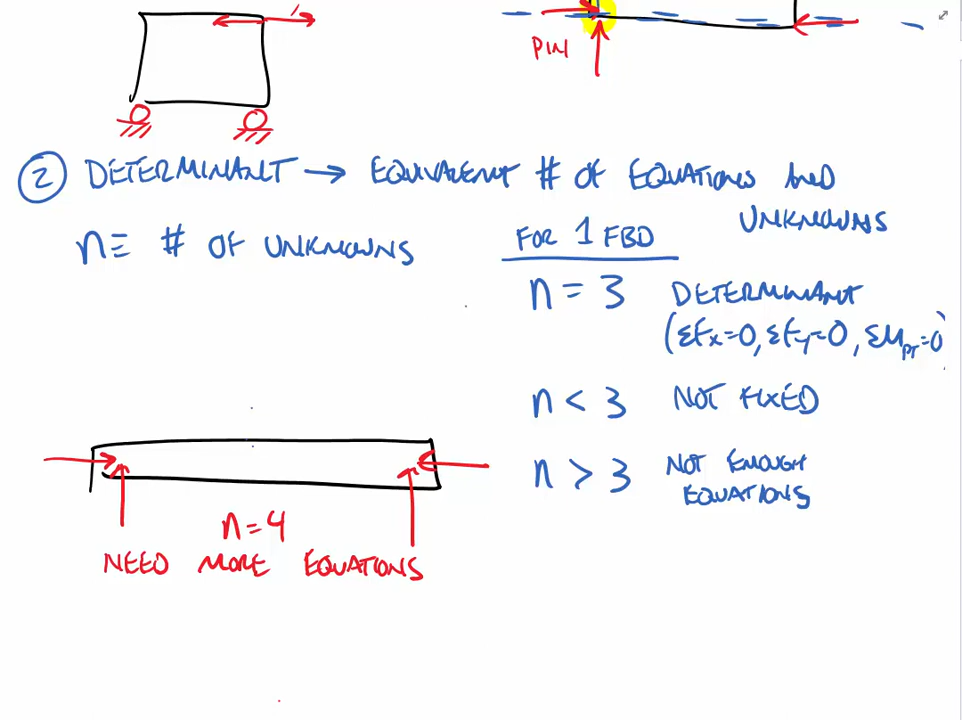 PIN
2 DETERMINANT → EQUIVALENT # OF EQUATIONS AND
UNKNOWNS
n ≡ # OF UNKNOWNS
FOR 1 FBD
n = 3 DETERMINANT
(ΣFx=0, ΣFy=0, ΣMPT=0)
n < 3 NOT FIXED
n > 3 NOT ENOUGH
EQUATIONS
n=4
NEED MORE EQUATIONS